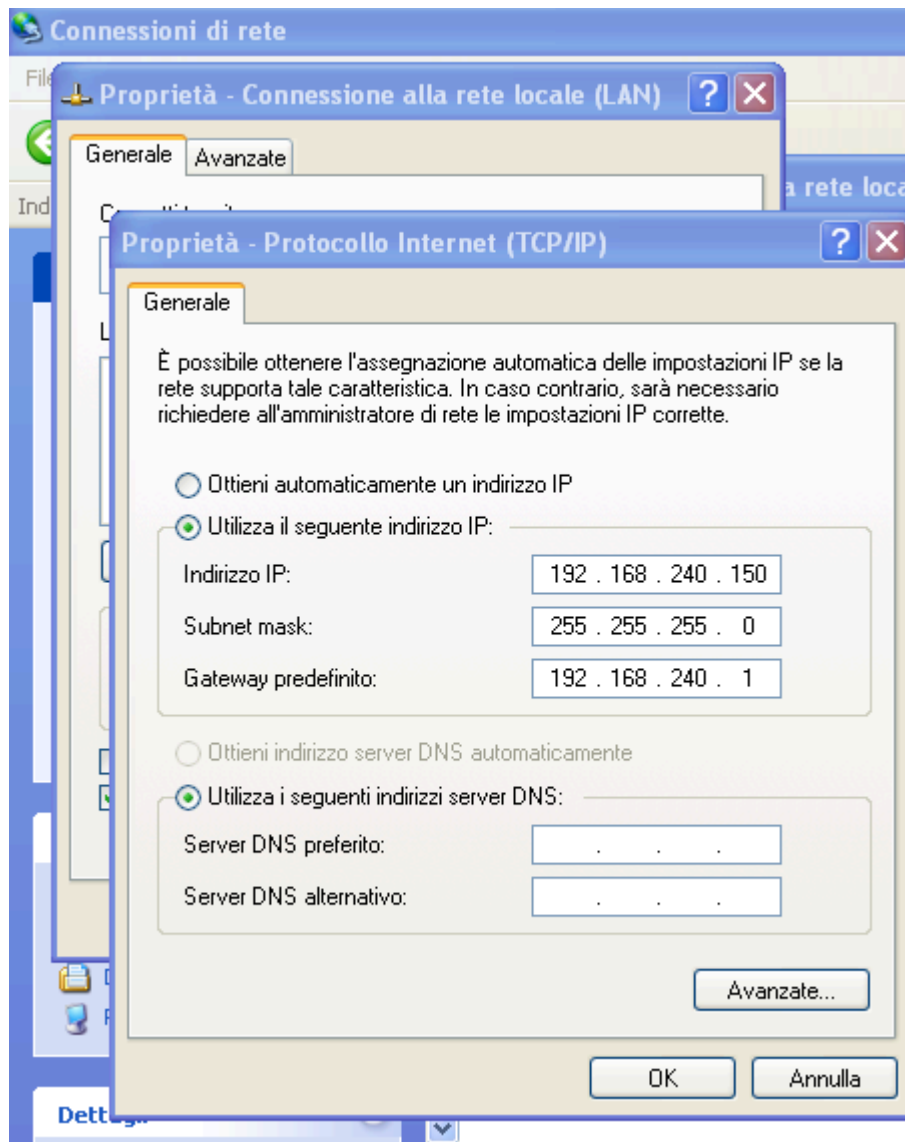 Connessioni di rete
File
Proprietà - Connessione alla rete locale (LAN)
Generale Avanzate
a rete loca
Ind
Proprietà - Protocollo Internet (TCP/IP)
Generale
È possibile ottenere l'assegnazione automatica delle impostazioni IP se la
rete supporta tale caratteristica. In caso contrario, sarà necessario
richiedere all'amministratore di rete le impostazioni IP corrette.
Ottieni automaticamente un indirizzo IP
Utilizza il seguente indirizzo IP:
Indirizzo IP: 192 . 168 . 240 . 150
Subnet mask: 255 . 255 . 255 . 0
Gateway predefinito: 192 . 168 . 240 . 1
Ottieni indirizzo server DNS automaticamente
Utilizza i seguenti indirizzi server DNS:
Server DNS preferito: . . .
Server DNS alternativo: . . .
Avanzate...
OK Annulla